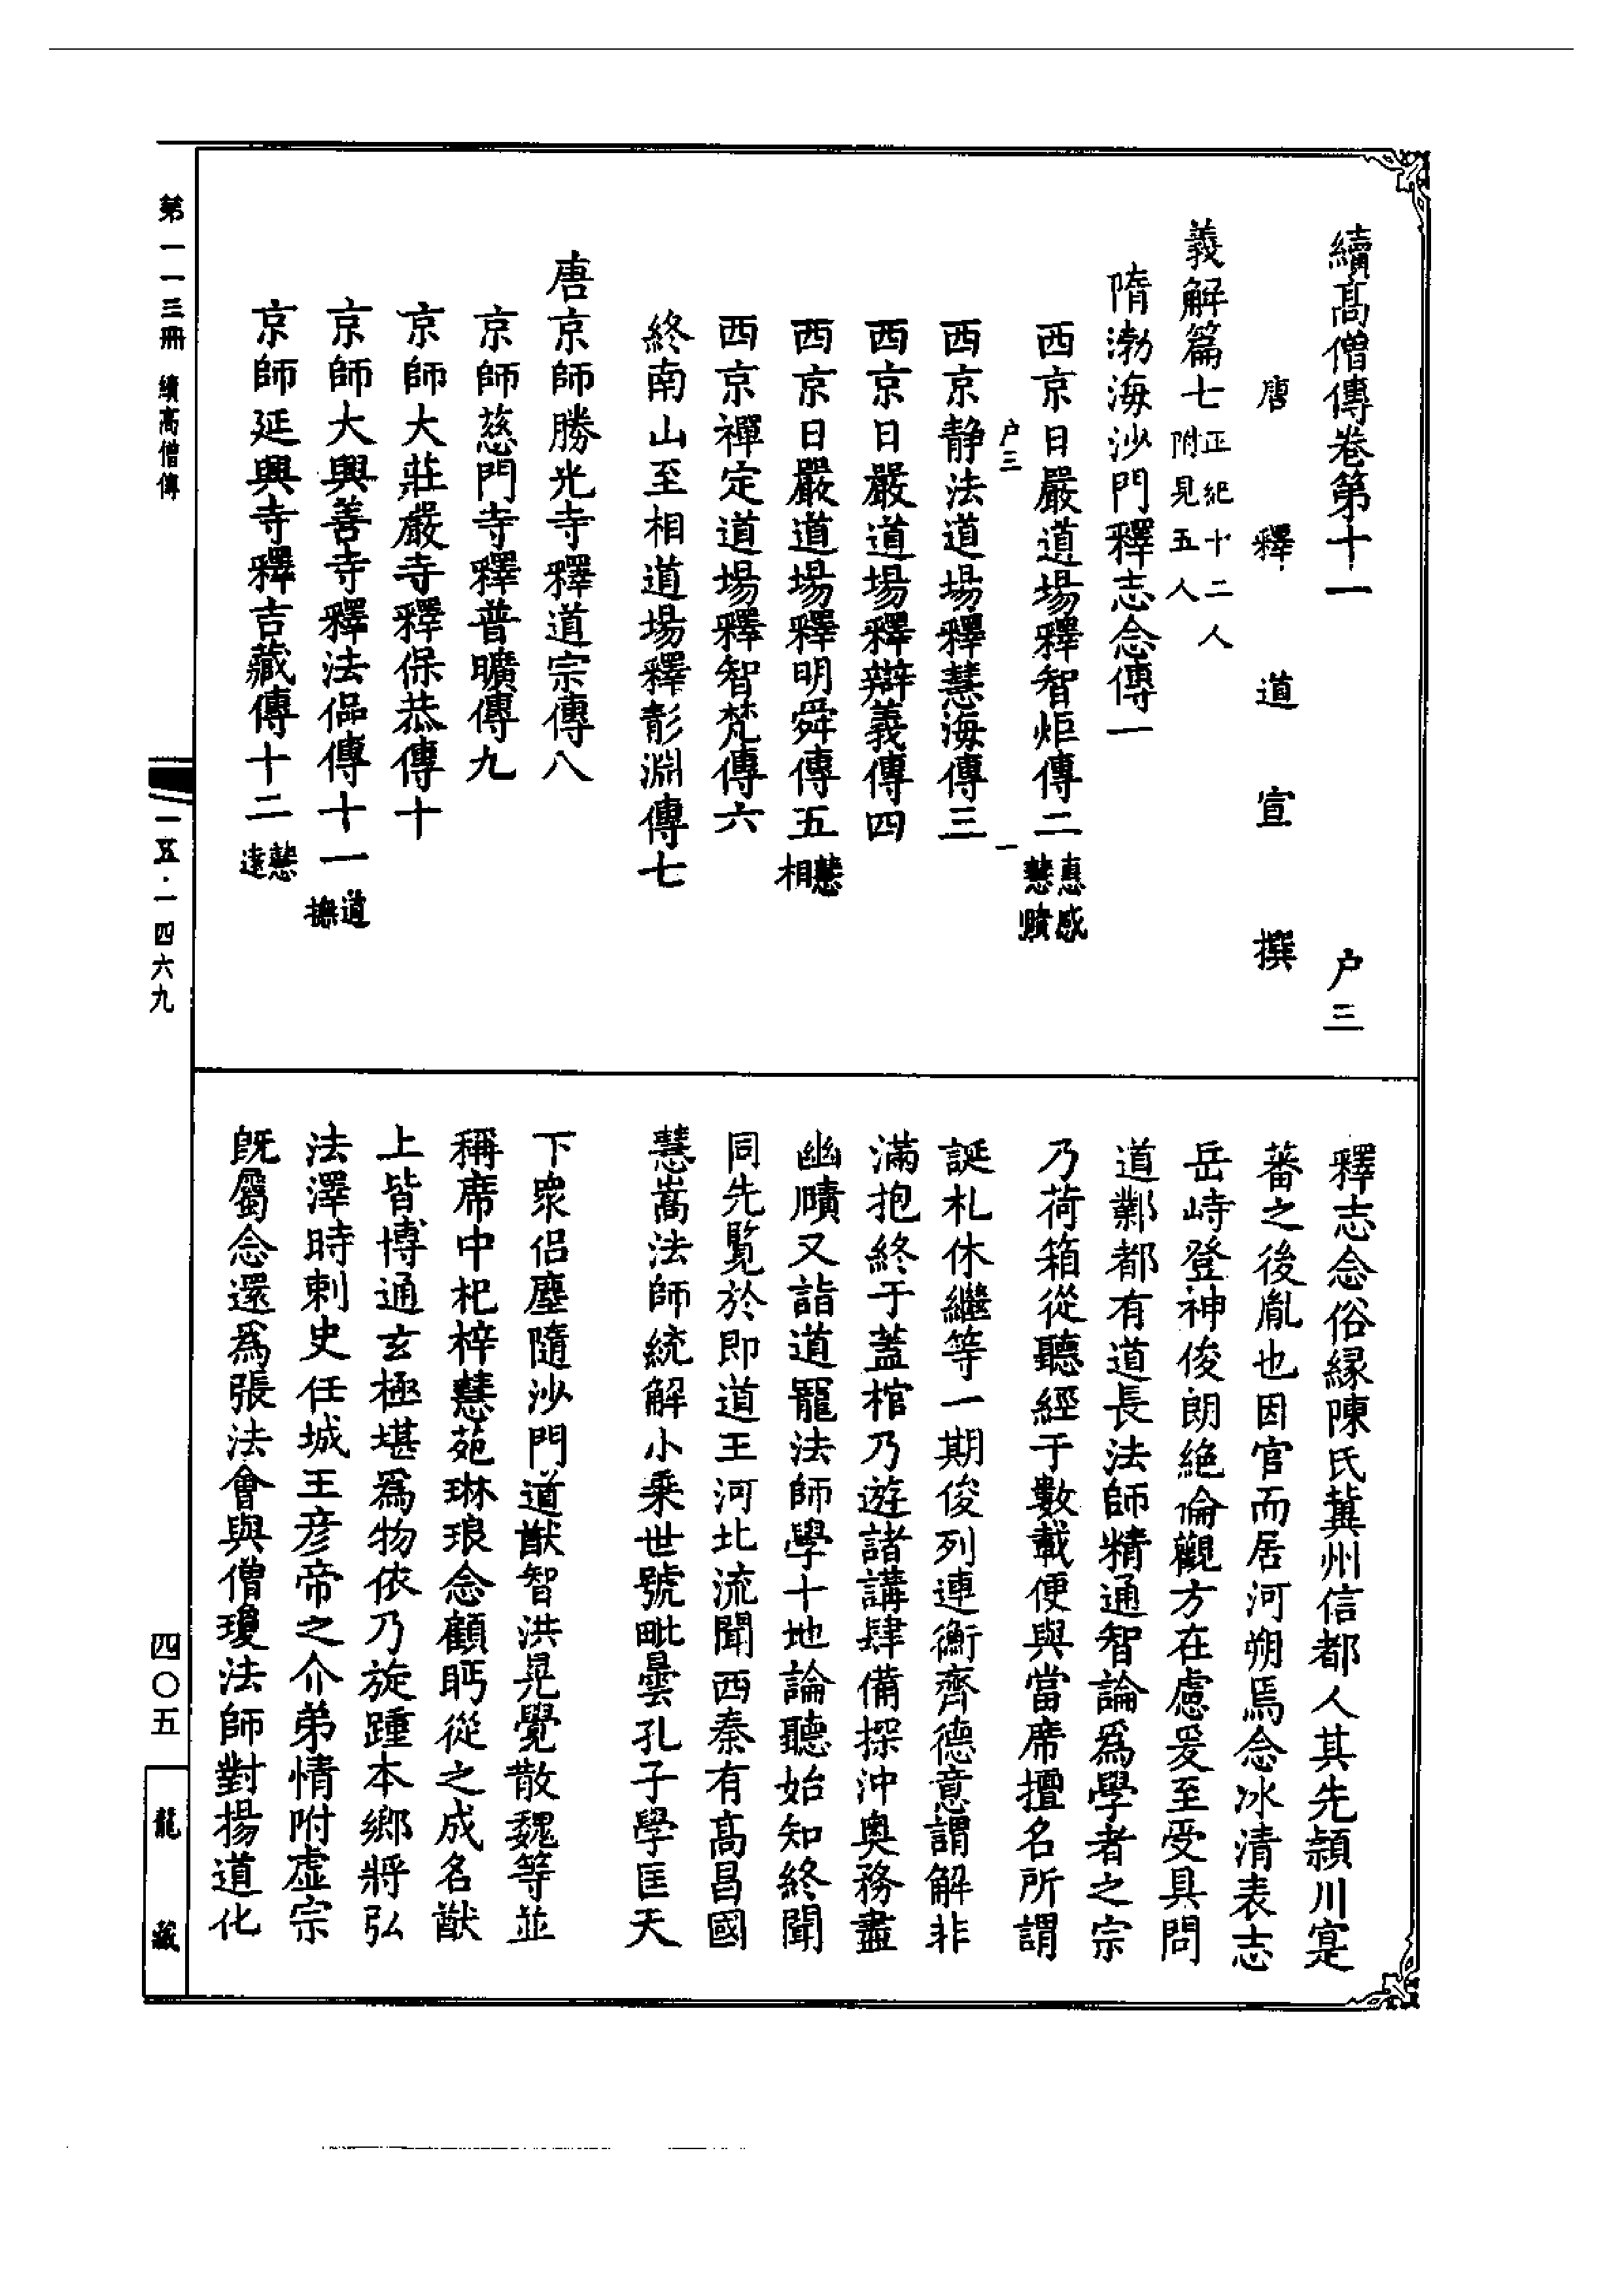 續高僧傳卷第十一　户三
唐釋道宣撰
義解篇七正紀十二人附見五人
隋渤海沙門釋志念傳一
西京日嚴道場釋智炬傳二惠感慧賾
户三　一
西京静法道場釋慧海傳三
西京日嚴道場釋辯義傳四
西京日嚴道場釋明舜傳五慧相
西京禪定道場釋智梵傳六
終南山至相道場釋彭淵傳七
唐京師勝光寺釋道宗傳八
京師慈門寺釋普曠傳九
京師大莊嚴寺釋保恭傳十
京師大興善寺釋法偘傳十一道撫
京師延興寺釋吉藏傳十二慧遠
釋志念俗緣陳氏冀州信都人其先頴川寔
蕃之後胤也因官而居河朔焉念冰清表志
岳峙登神俊朗絶倫觀方在慮爰至受具問
道鄴都有道長法師精通智論爲學者之宗
乃荷箱從聽經于數載便與當席擅名所謂
誕札休繼等一期俊列連衡齊德意謂解非
滿抱終于蓋棺乃遊諸講肆備探沖奥務盡
幽賾又詣道寵法師學十地論聽始知終聞
同先覽於即道王河北流聞西秦有高昌國
慧嵩法師統解小乗世號毗曇孔子學匡天
下衆侣塵隨沙門道猷智洪晃覺散魏等並
稱席中杞梓慧苑琳琅念顧眄從之成名猷
上皆博通玄極堪爲物依乃旋踵本鄉將弘
法澤時剌史任城王彦帝之介弟情附虛宗
既屬念還爲張法會與僧瓊法師對揚道化
第一一三冊　續高僧傳
一五·一四六九
四〇五
龍藏